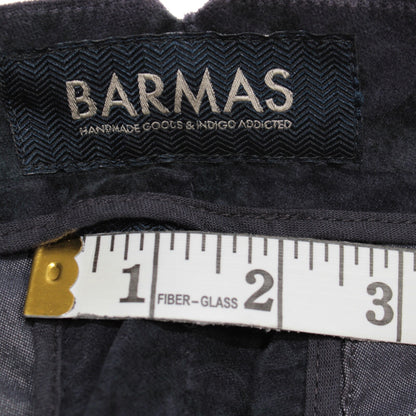 BARMAS
HANDMADE GOODS & INDIGO ADDICTED
1 FIBER-GLASS 2 3